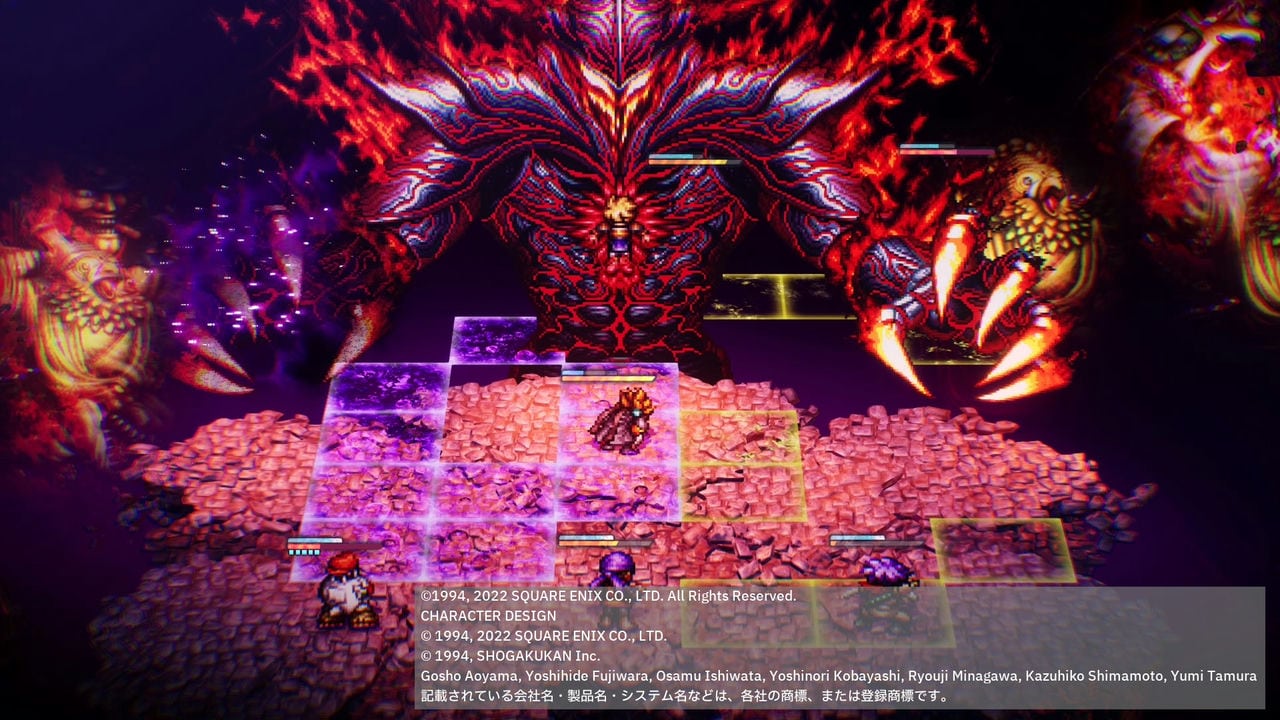 ©1994, 2022 SQUARE ENIX CO., LTD. All Rights Reserved.
CHARACTER DESIGN
© 1994, 2022 SQUARE ENIX CO., LTD.
© 1994, SHOGAKUKAN Inc.
Gosho Aoyama, Yoshihide Fujiwara, Osamu Ishiwata, Yoshinori Kobayashi, Ryouji Minagawa, Kazuhiko Shimamoto, Yumi Tamura
記載されている会社名・製品名・システム名などは、各社の商標、または登録商標です。